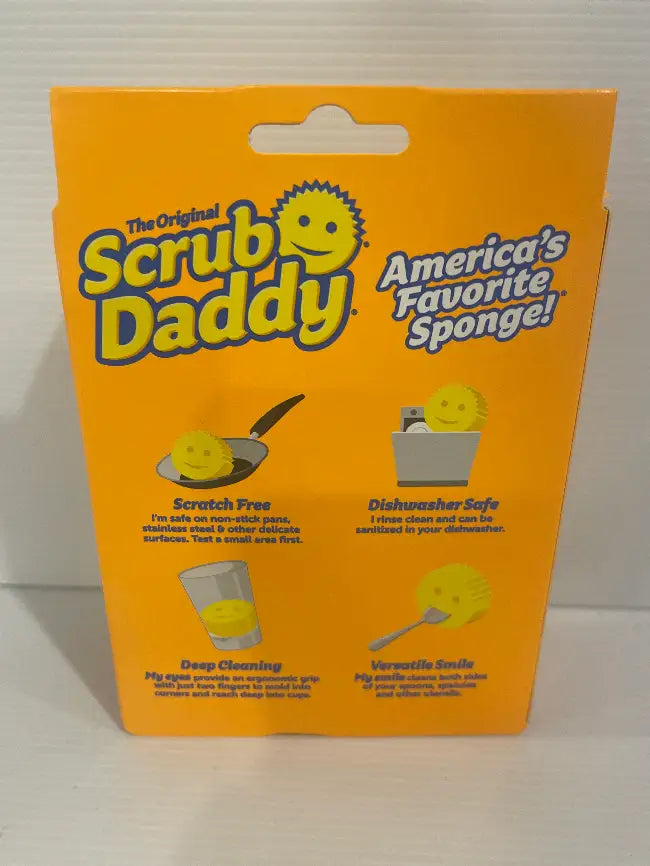 The Original
Scrub
Daddy®
America's
Favorite
Sponge!®
Scratch Free
I'm safe on non-stick pans,
stainless steel & other delicate
surfaces. Test a small area first.
Dishwasher Safe
I rinse clean and can be
sanitized in your dishwasher.
Deep Cleaning
My eyes provide an ergonomic grip
with just two fingers to mold into
corners and reach deep into cups.
Versatile Smile
My smile cleans both sides
of your spoons, spatulas
and other utensils.